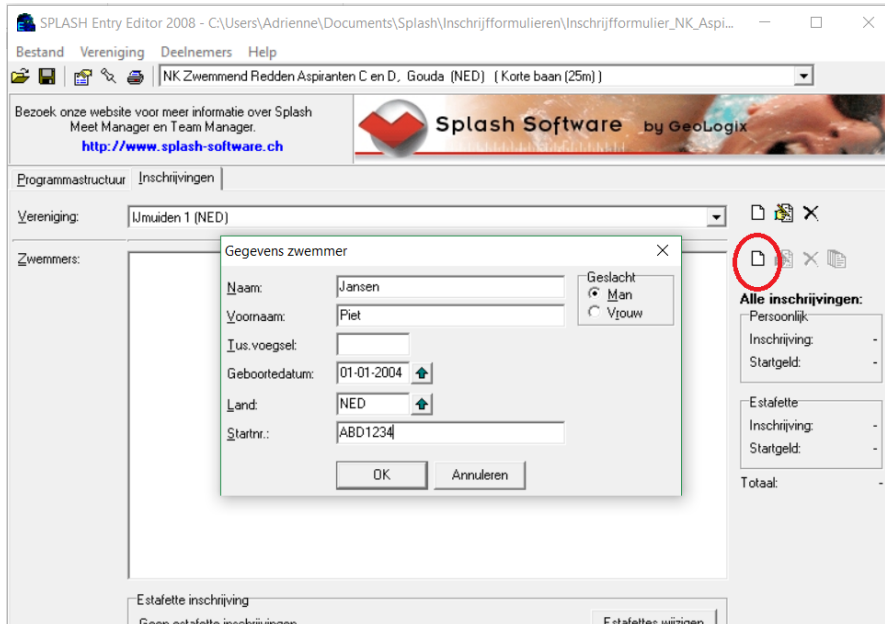 SPLASH Entry Editor 2008 - C:\Users\Adrienne\Documents\Splash\Inschrijfformulieren\Inschrijfformulier_NK_Aspi...
Bestand Vereniging Deelnemers Help
NK Zwemmend Redden Aspiranten C en D, Gouda (NED) (Korte baan (25m))
Bezoek onze website voor meer informatie over Splash
Meet Manager en Team Manager.
http://www.splash-software.ch
Splash Software by GeoLogix
Programmastructuur Inschrijvingen
Vereniging: IJmuiden 1 (NED)
Zwemmers:
Gegevens zwemmer
Naam: Jansen
Voornaam: Piet
Tus.voegsel:
Geboortedatum: 01-01-2004
Land: NED
Startnr.: ABD1234
Geslacht
Man
Vrouw
OK Annuleren
Alle inschrijvingen:
Persoonlijk
Inschrijving: -
Startgeld: -
Estafette
Inschrijving: -
Startgeld: -
Totaal: -
Estafette inschrijving
Geen estafette inschrijvingen
Estafettes wijzigen